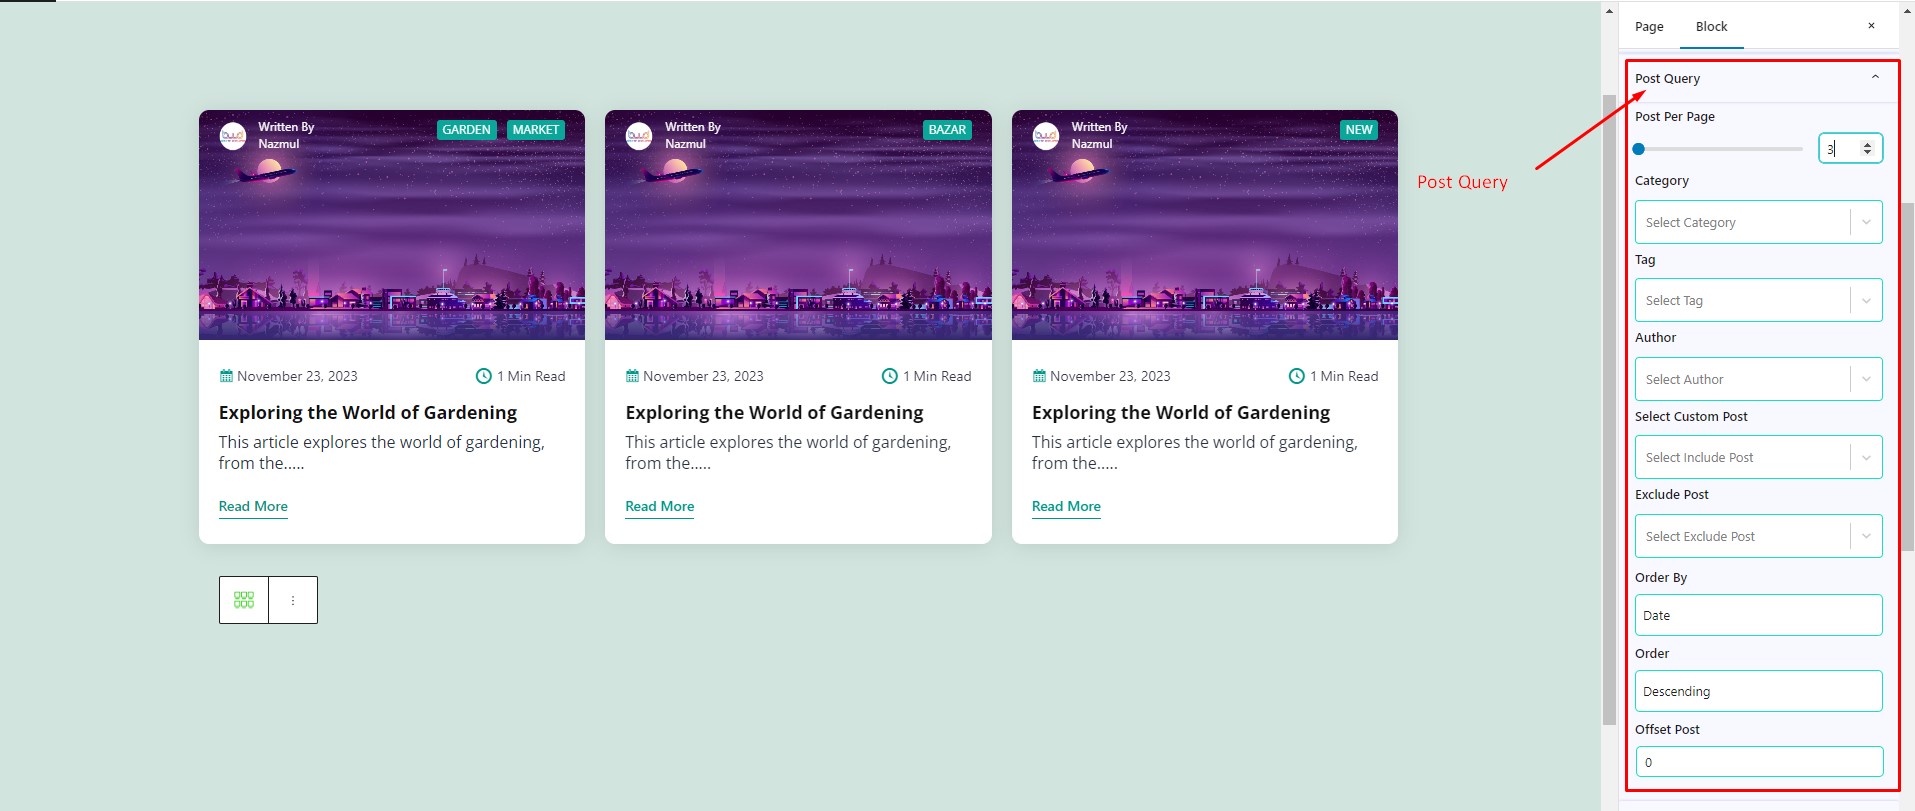 Written By
Nazmul
GARDEN MARKET
November 23, 2023 1 Min Read
Exploring the World of Gardening
This article explores the world of gardening,
from the.....
Read More
Written By
Nazmul
BAZAR
November 23, 2023 1 Min Read
Exploring the World of Gardening
This article explores the world of gardening,
from the.....
Read More
Written By
Nazmul
NEW
November 23, 2023 1 Min Read
Exploring the World of Gardening
This article explores the world of gardening,
from the.....
Read More
Post Query
Page Block ×
Post Query
Post Per Page
3
Category
Select Category
Tag
Select Tag
Author
Select Author
Select Custom Post
Select Include Post
Exclude Post
Select Exclude Post
Order By
Date
Order
Descending
Offset Post
0